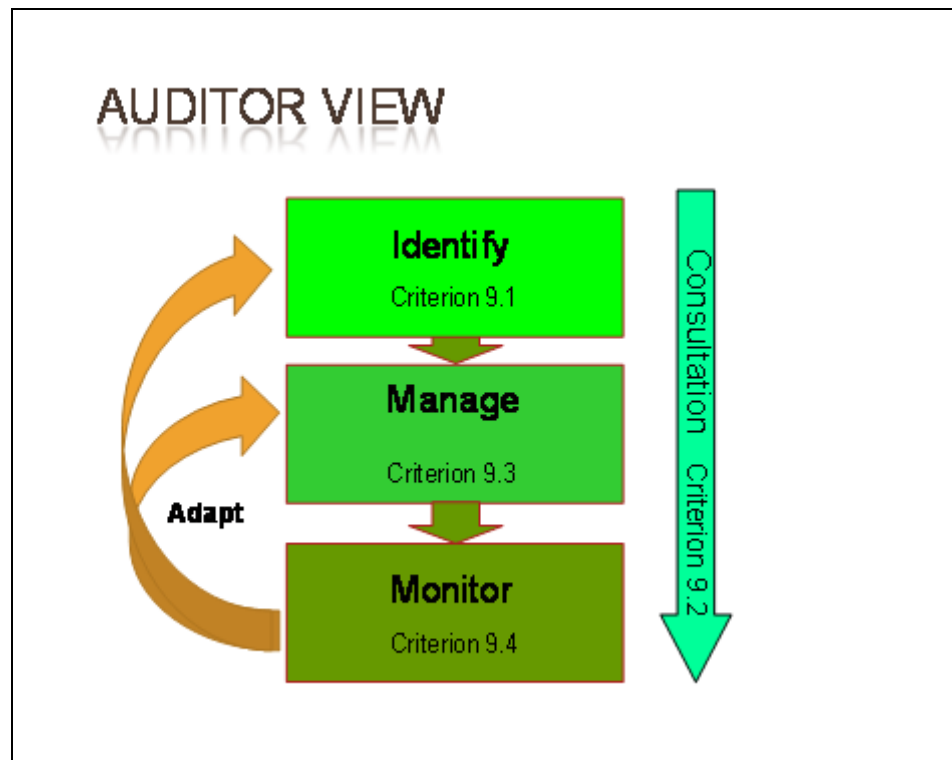 AUDITOR VIEW
Identify
Criterion 9.1
Manage
Criterion 9.3
Adapt
Monitor
Criterion 9.4
Consultation Criterion 9.2